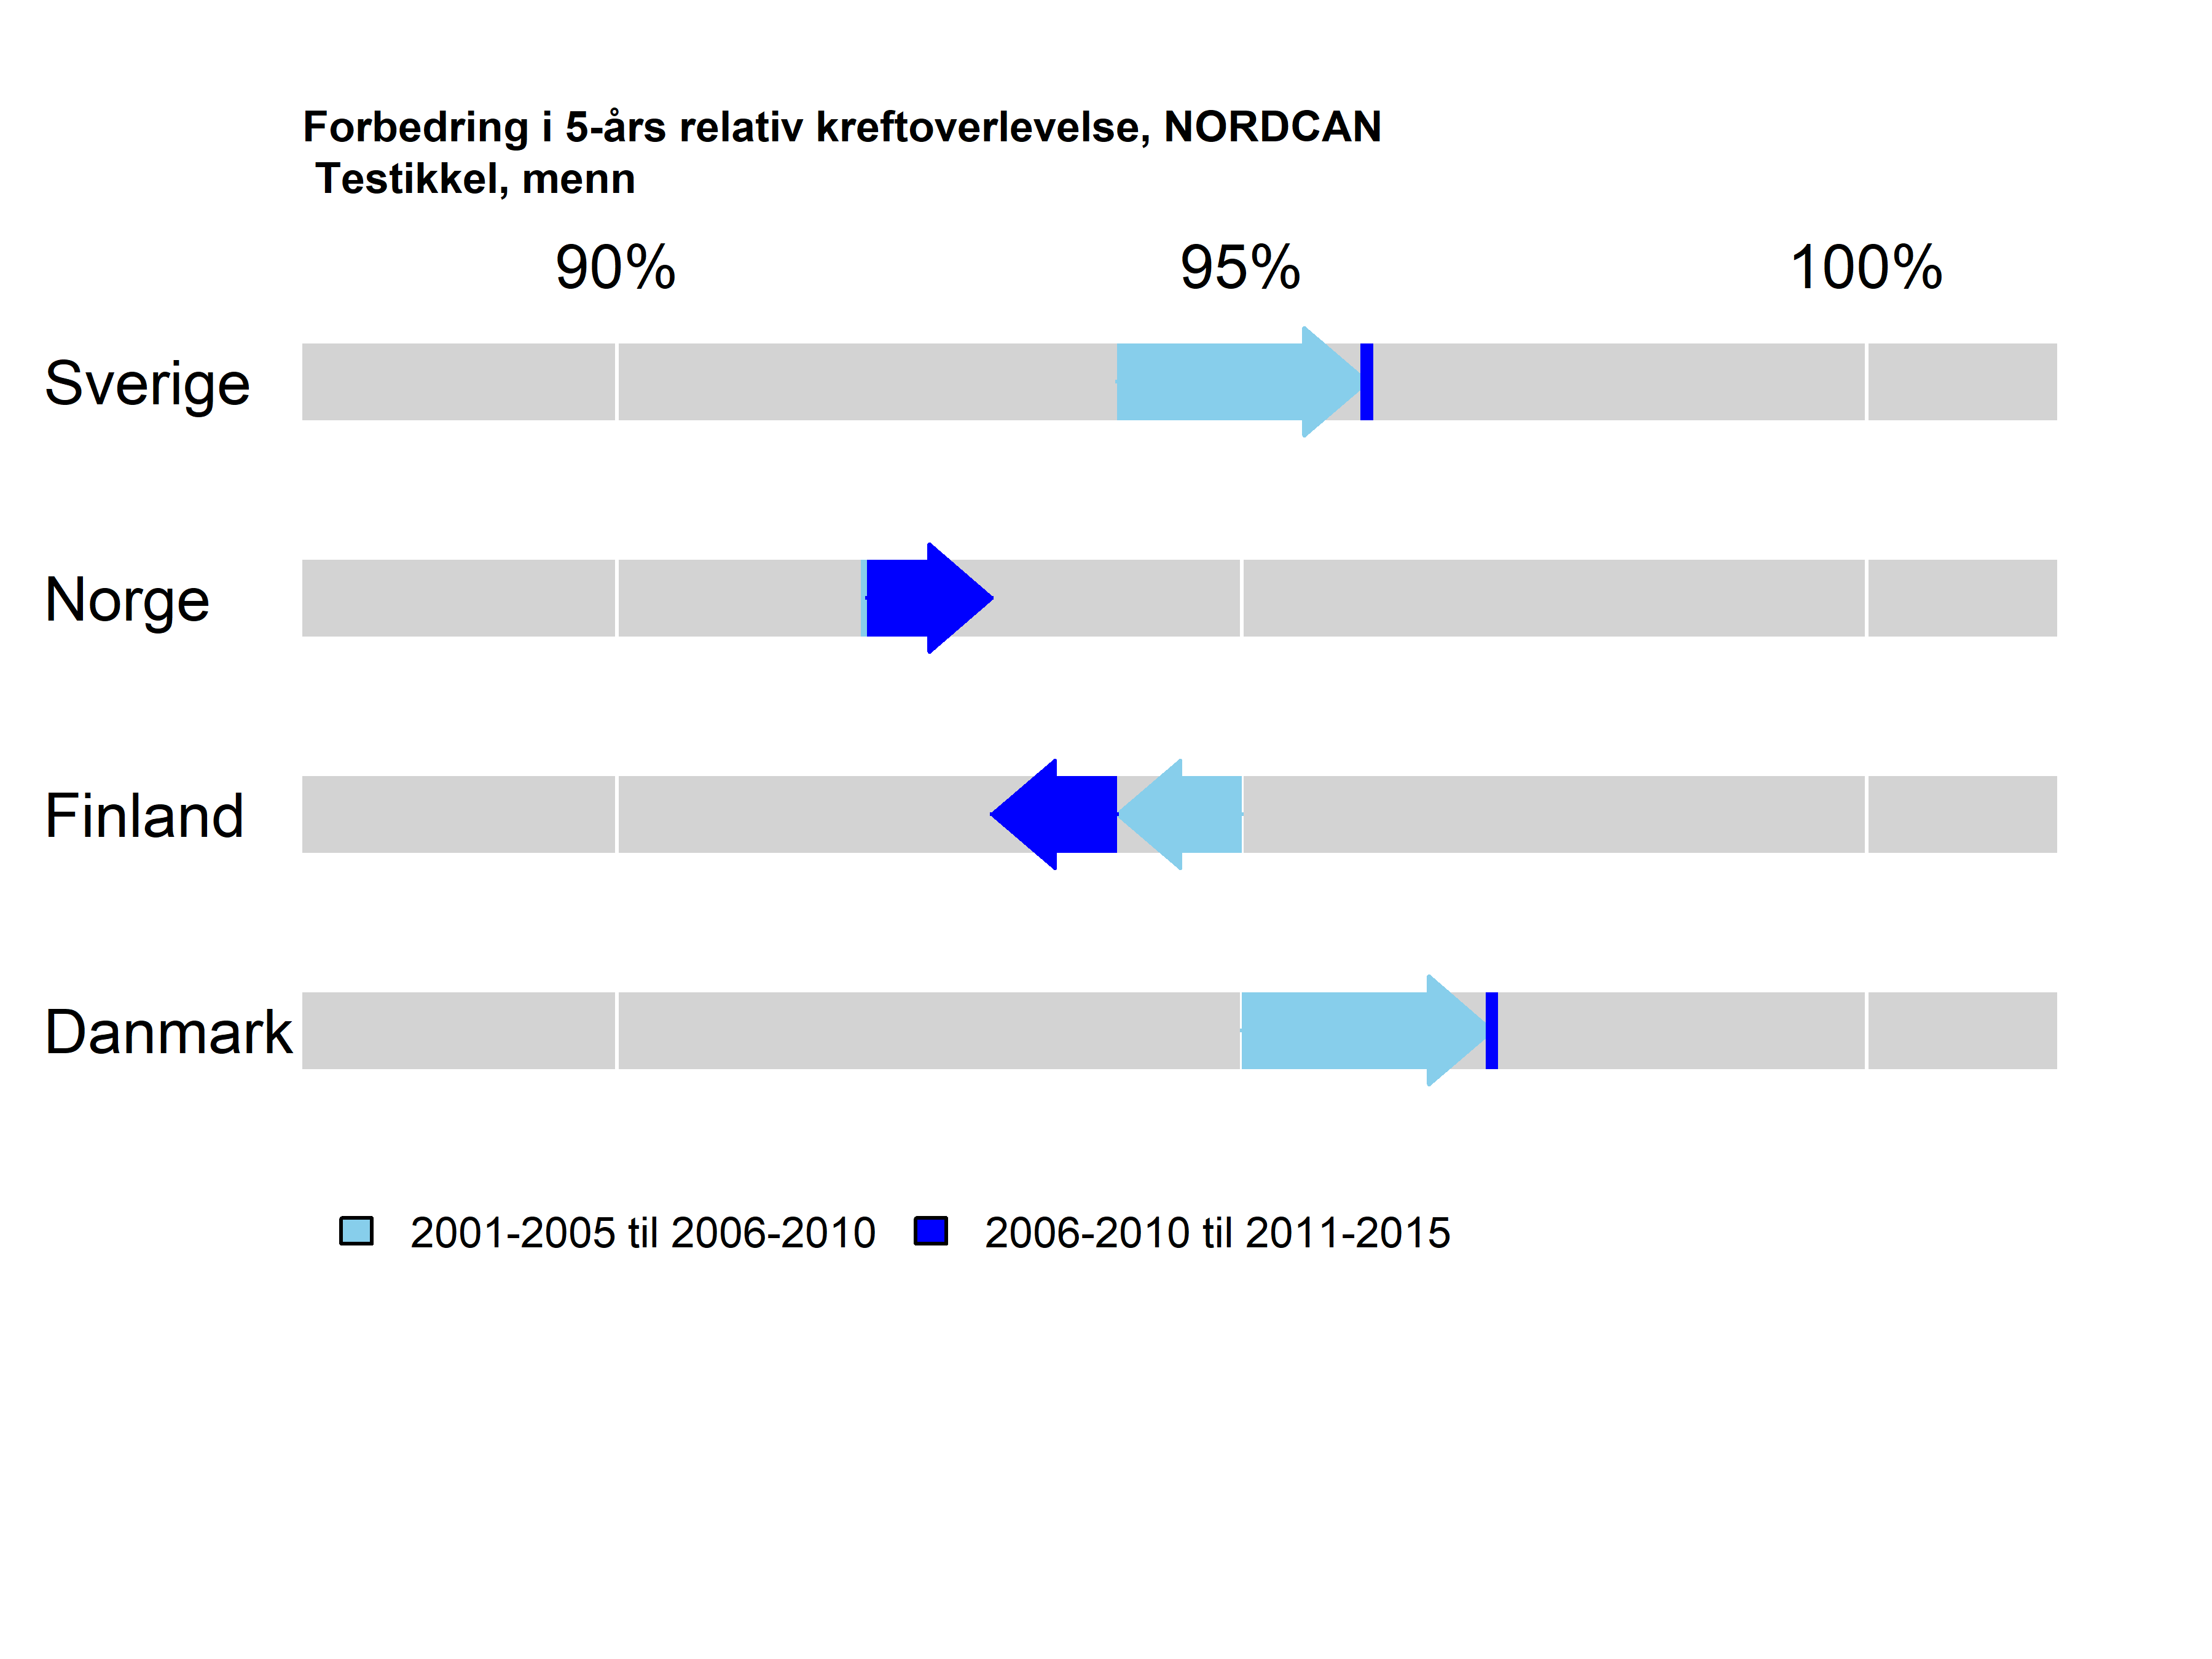 Forbedring i 5-års relativ kreftoverlevelse, NORDCAN
Testikkel, menn
90% 95% 100%
Sverige
Norge
Finland
Danmark
2001-2005 til 2006-2010 2006-2010 til 2011-2015